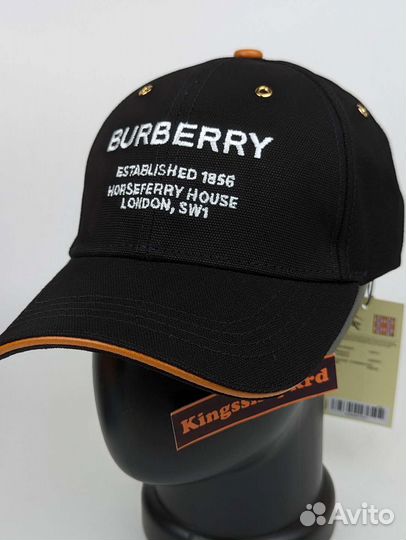 BURBERRY
ESTABLISHED 1856
HORSEFERRY HOUSE
LONDON, SW1
Avito